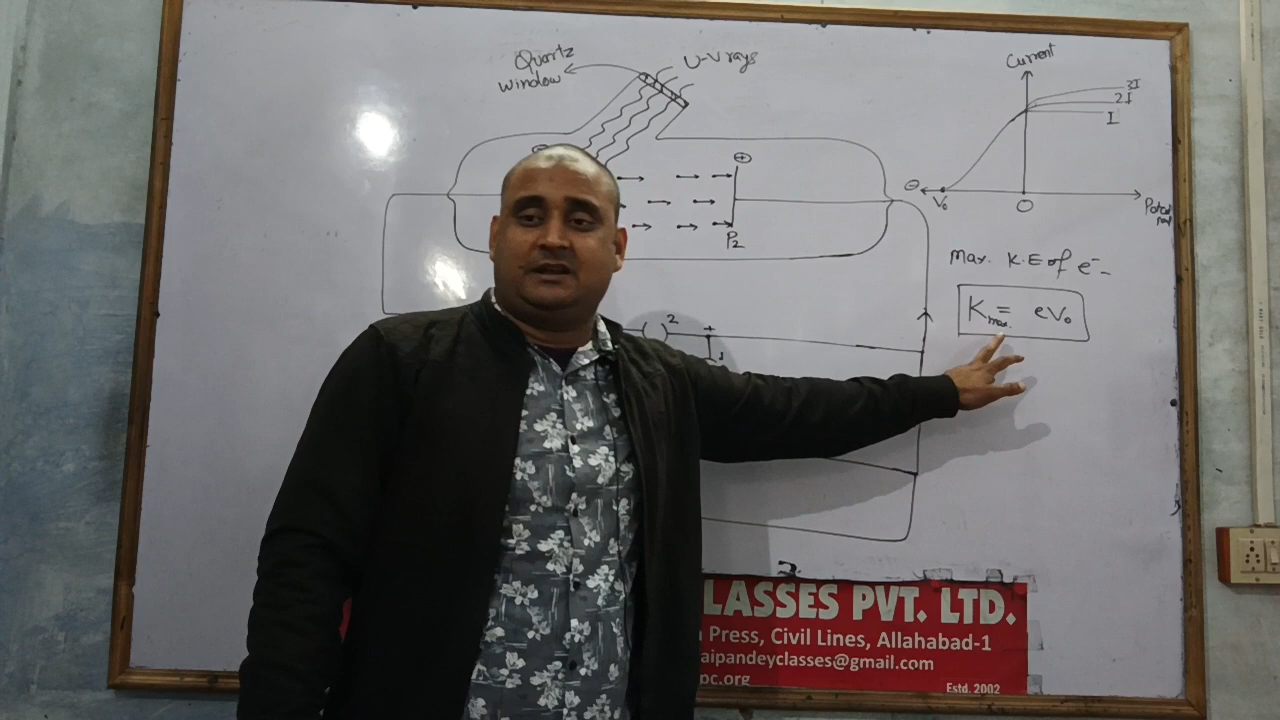 Quartz
window
U-V rays
⊕
P2
2
+
Current
3I
2I
I
⊖
V₀
O
Max. K.E of e⁻
Kmax. = eV₀
LASSES PVT. LTD.
Press, Civil Lines, Allahabad-1
aipandeyclasses@gmail.com
pc.org
Estd. 2002